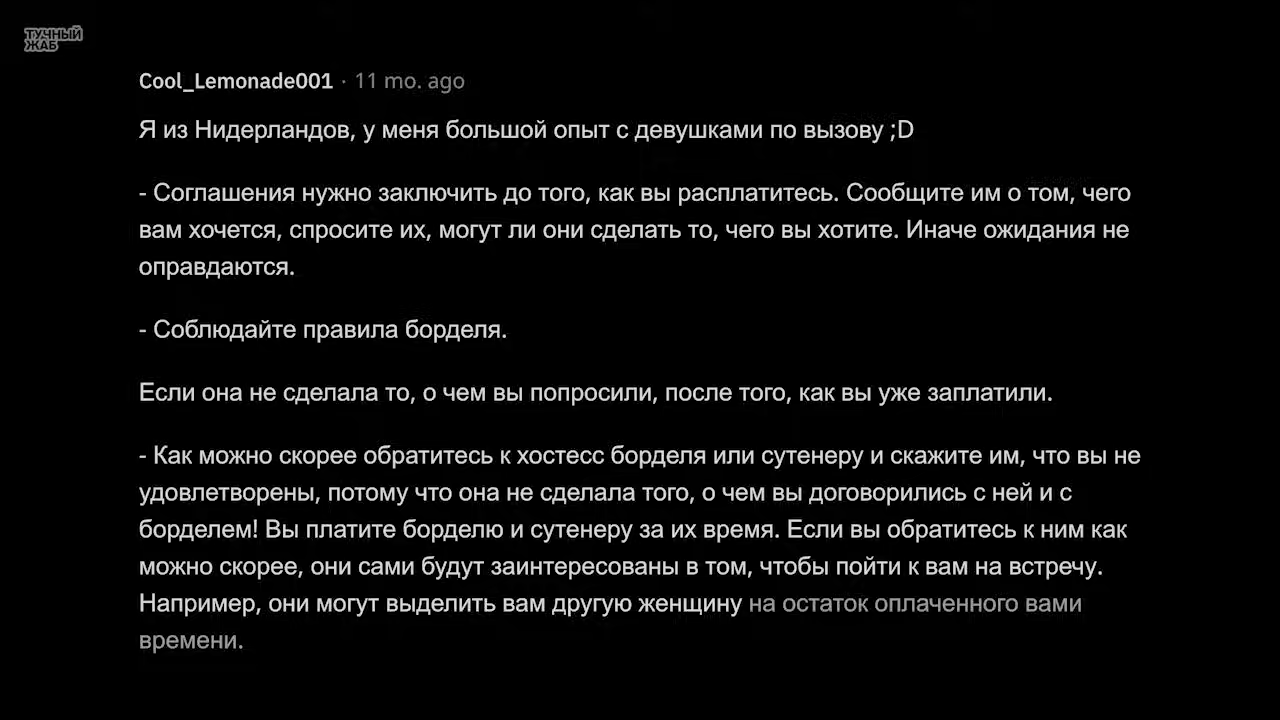 ТУЧНЫЙ
ЖАБ
Cool_Lemonade001 · 11 mo. ago
Я из Нидерландов, у меня большой опыт с девушками по вызову ;D
- Соглашения нужно заключить до того, как вы расплатитесь. Сообщите им о том, чего
вам хочется, спросите их, могут ли они сделать то, чего вы хотите. Иначе ожидания не
оправдаются.
- Соблюдайте правила борделя.
Если она не сделала то, о чем вы попросили, после того, как вы уже заплатили.
- Как можно скорее обратитесь к хостесс борделя или сутенеру и скажите им, что вы не
удовлетворены, потому что она не сделала того, о чем вы договорились с ней и с
борделем! Вы платите борделю и сутенеру за их время. Если вы обратитесь к ним как
можно скорее, они сами будут заинтересованы в том, чтобы пойти к вам на встречу.
Например, они могут выделить вам другую женщину на остаток оплаченного вами
времени.